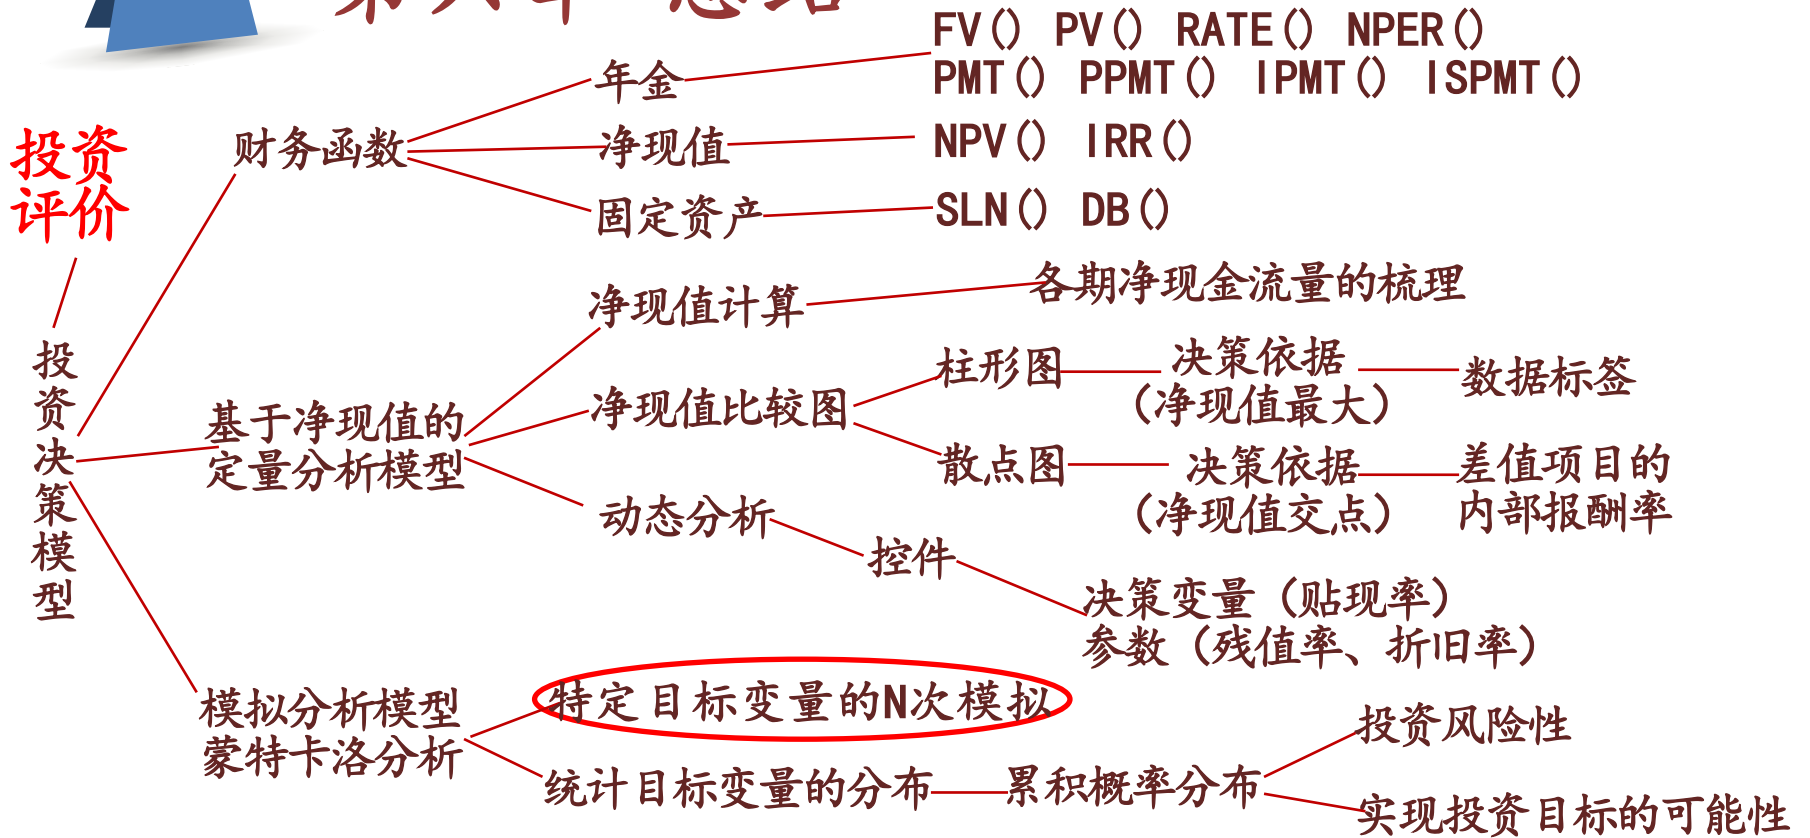 FV() PV() RATE() NPER()
PMT() PPMT() IPMT() ISPMT()
年金
投资
评价
财务函数
净现值
NPV() IRR()
固定资产
SLN() DB()
净现值计算
各期净现金流量的梳理
投资决策模型
基于净现值的
定量分析模型
净现值比较图
柱形图
决策依据
(净现值最大)
数据标签
散点图
决策依据
(净现值交点)
差值项目的
内部报酬率
动态分析
控件
决策变量(贴现率)
参数(残值率、折旧率)
模拟分析模型
蒙特卡洛分析
特定目标变量的N次模拟
统计目标变量的分布
累积概率分布
投资风险性
实现投资目标的可能性